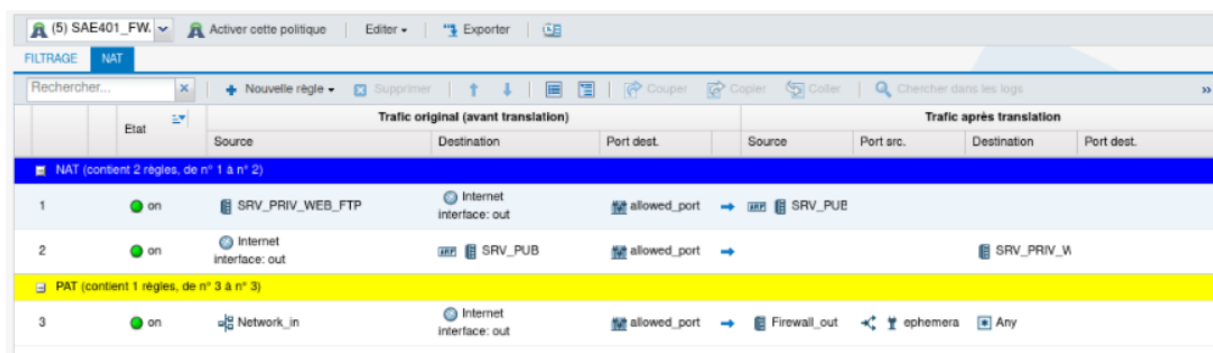 (5) SAE401_FW. Activer cette politique Editer Exporter
FILTRAGE NAT
Rechercher... Nouvelle règle Supprimer Couper Copier Coller Chercher dans les logs »
Trafic original (avant translation) Trafic après translation
Etat Source Destination Port dest. Source Port src. Destination Port dest.
NAT (contient 2 règles, de n° 1 à n° 2)
1 on SRV_PRIV_WEB_FTP Internet allowed_port ARP SRV_PUB
interface: out
2 on Internet ARP SRV_PUB allowed_port SRV_PRIV_W
interface: out
PAT (contient 1 règles, de n° 3 à n° 3)
3 on Network_in Internet allowed_port Firewall_out ephemera Any
interface: out